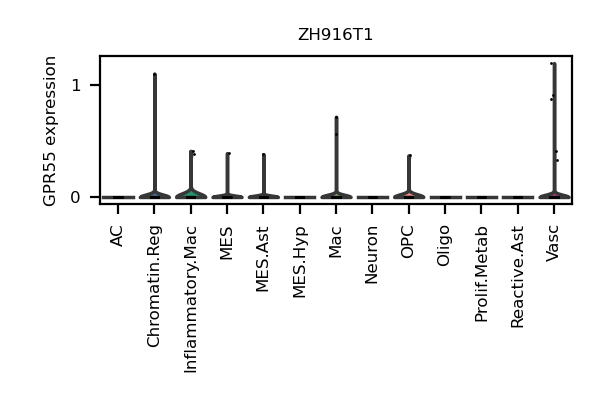 ZH916T1
GPR55 expression
1
0
AC
Chromatin.Reg
Inflammatory.Mac
MES
MES.Ast
MES.Hyp
Mac
Neuron
OPC
Oligo
Prolif.Metab
Reactive.Ast
Vasc